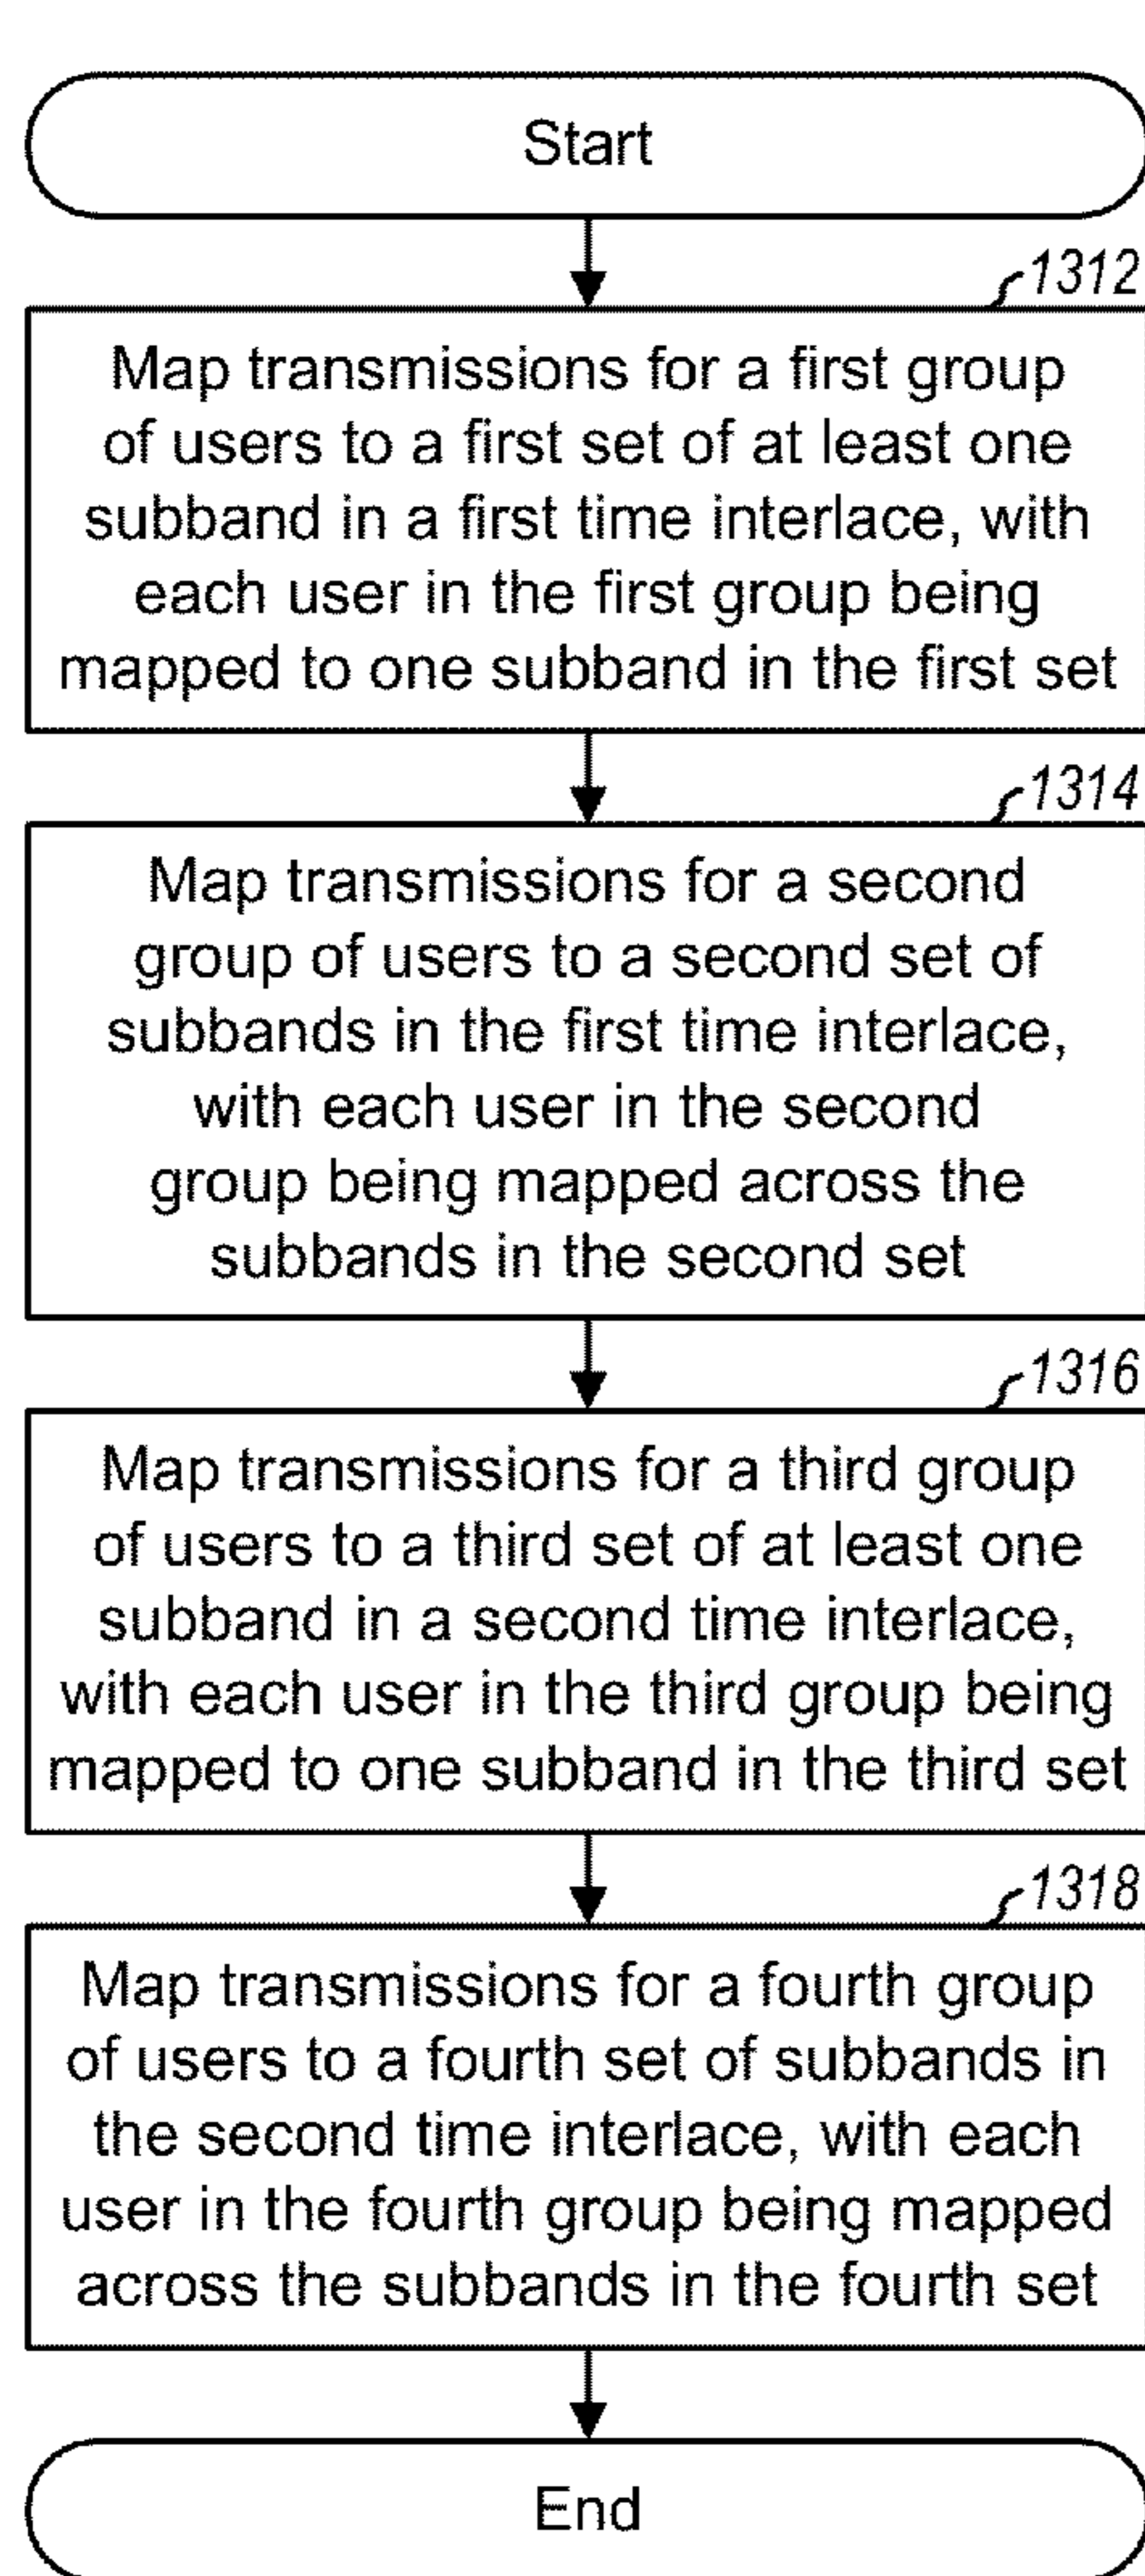 Start
1312
Map transmissions for a first group
of users to a first set of at least one
subband in a first time interlace, with
each user in the first group being
mapped to one subband in the first set
1314
Map transmissions for a second
group of users to a second set of
subbands in the first time interlace,
with each user in the second
group being mapped across the
subbands in the second set
1316
Map transmissions for a third group
of users to a third set of at least one
subband in a second time interlace,
with each user in the third group being
mapped to one subband in the third set
1318
Map transmissions for a fourth group
of users to a fourth set of subbands in
the second time interlace, with each
user in the fourth group being mapped
across the subbands in the fourth set
End